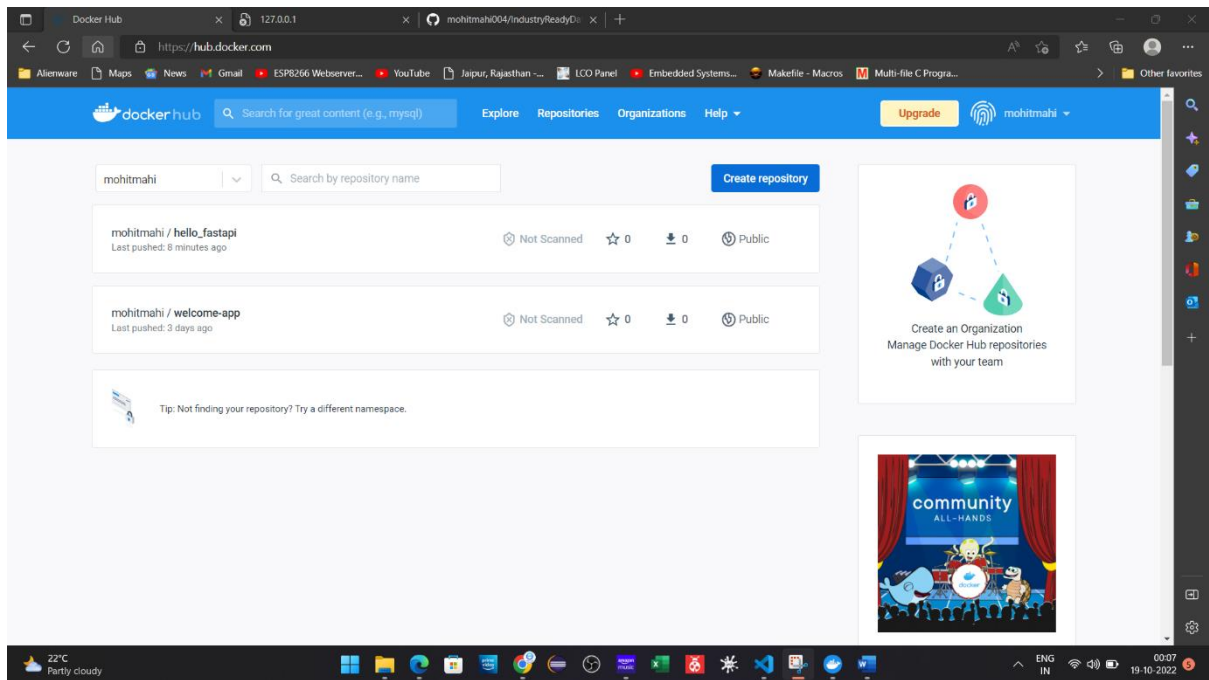 Docker Hub
127.0.0.1
mohitmahi004/IndustryReadyDa
https://hub.docker.com
Alienware Maps News Gmail ESP8266 Webserver... YouTube Jaipur, Rajasthan -... LCO Panel Embedded Systems... Makefile - Macros Multi-file C Progra... Other favorites
docker hub Search for great content (e.g., mysql) Explore Repositories Organizations Help Upgrade mohitmahi
mohitmahi Search by repository name Create repository
mohitmahi / hello_fastapi
Last pushed: 8 minutes ago
Not Scanned 0 0 Public
mohitmahi / welcome-app
Last pushed: 3 days ago
Not Scanned 0 0 Public
Tip: Not finding your repository? Try a different namespace.
Create an Organization
Manage Docker Hub repositories
with your team
community
ALL-HANDS
docker
22°C
Partly cloudy
ENG
IN
00:07
19-10-2022
6